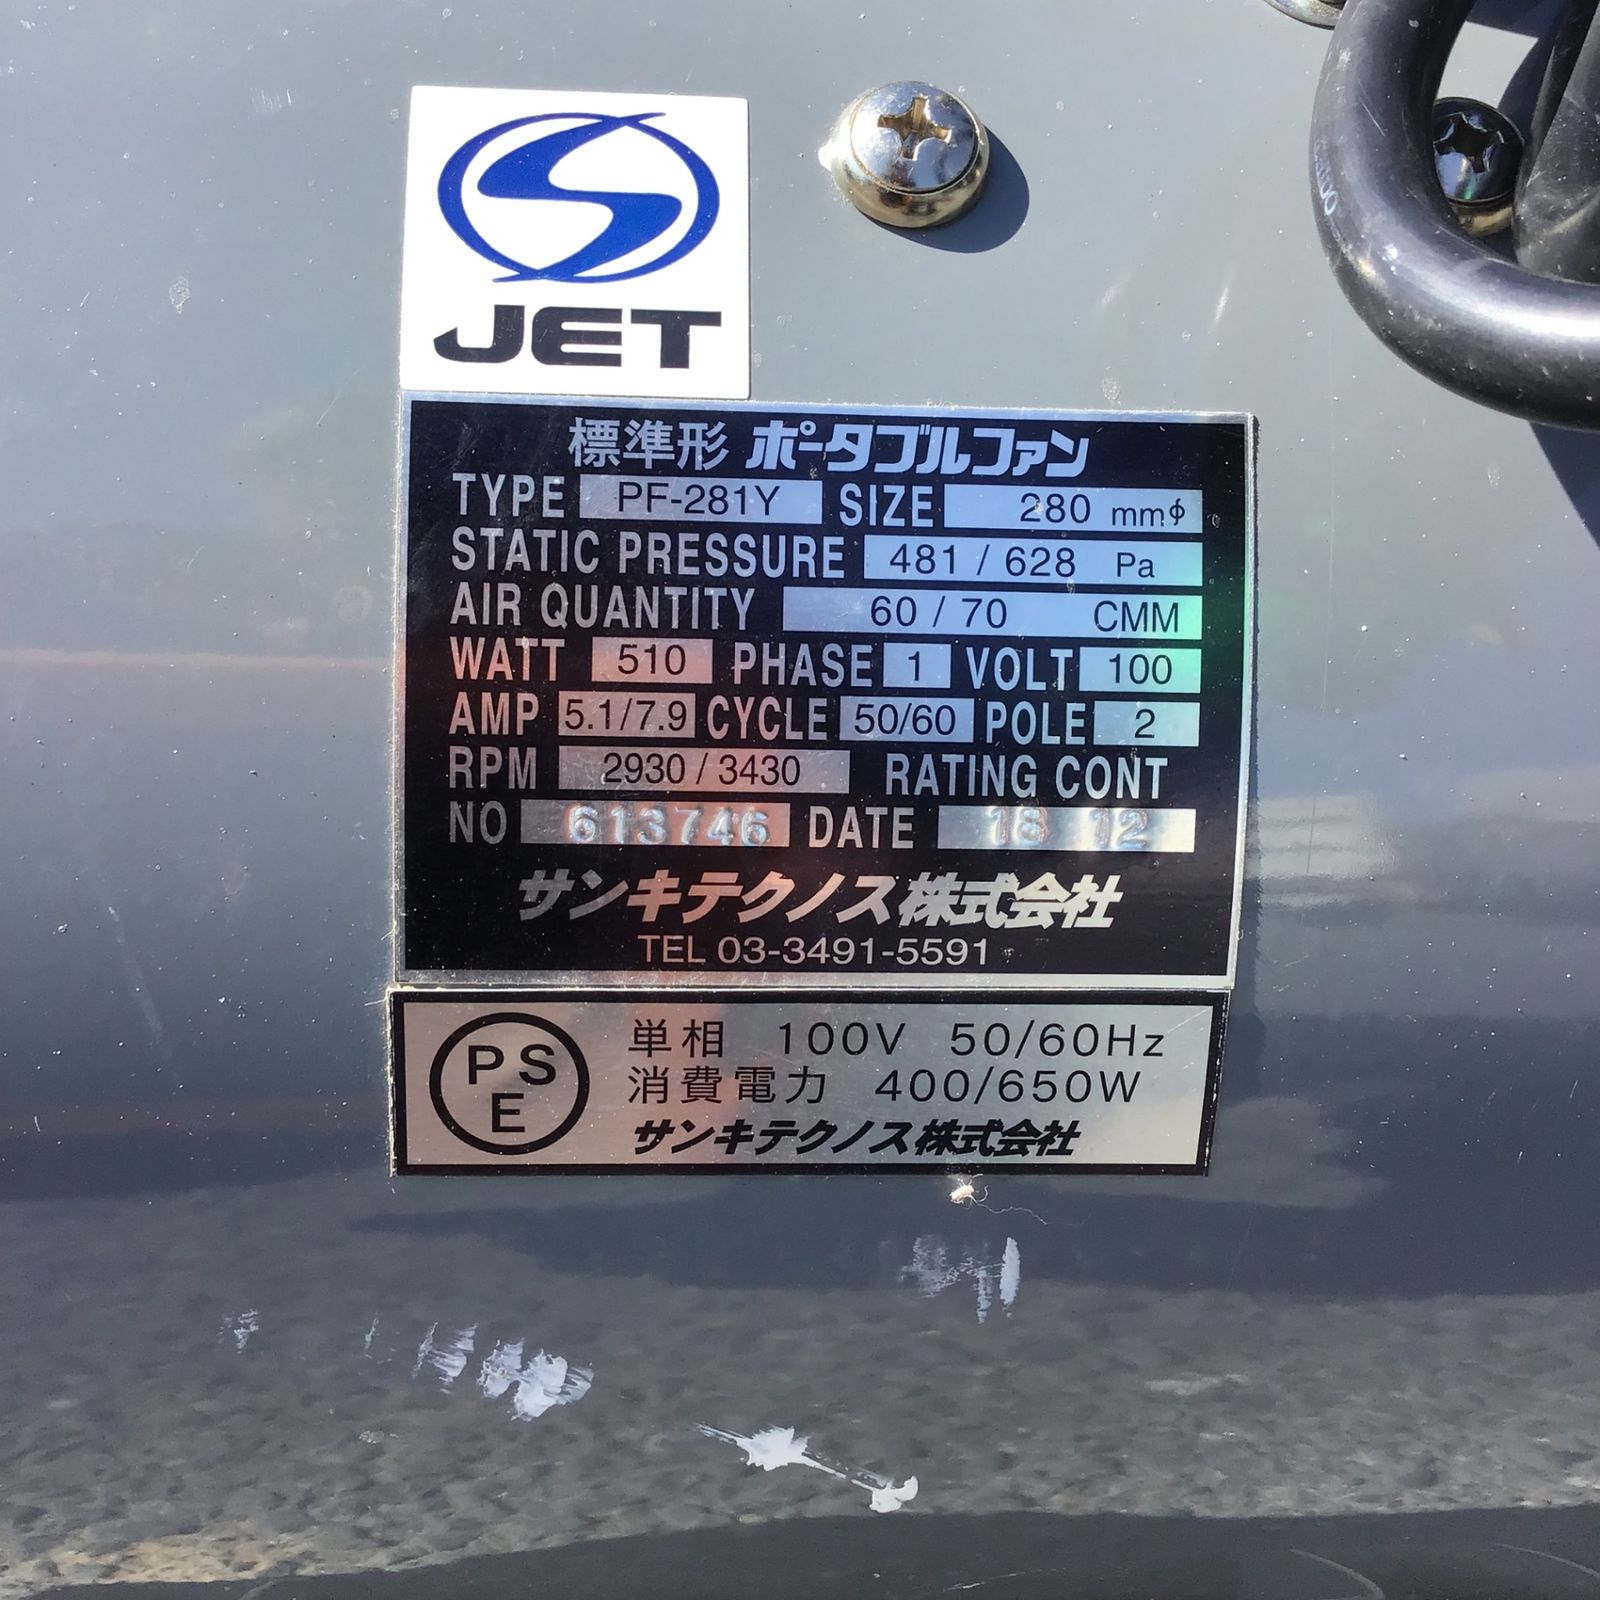 JET
標準形 ポータブルファン
TYPE PF-281Y SIZE 280 mmφ
STATIC PRESSURE 481 / 628 Pa
AIR QUANTITY 60 / 70 CMM
WATT 510 PHASE 1 VOLT 100
AMP 5.1/7.9 CYCLE 50/60 POLE 2
RPM 2930 / 3430 RATING CONT
NO 613746 DATE 18 12
サンキテクノス株式会社
TEL 03-3491-5591
PSE
単相 100V 50/60Hz
消費電力 400/650W
サンキテクノス株式会社